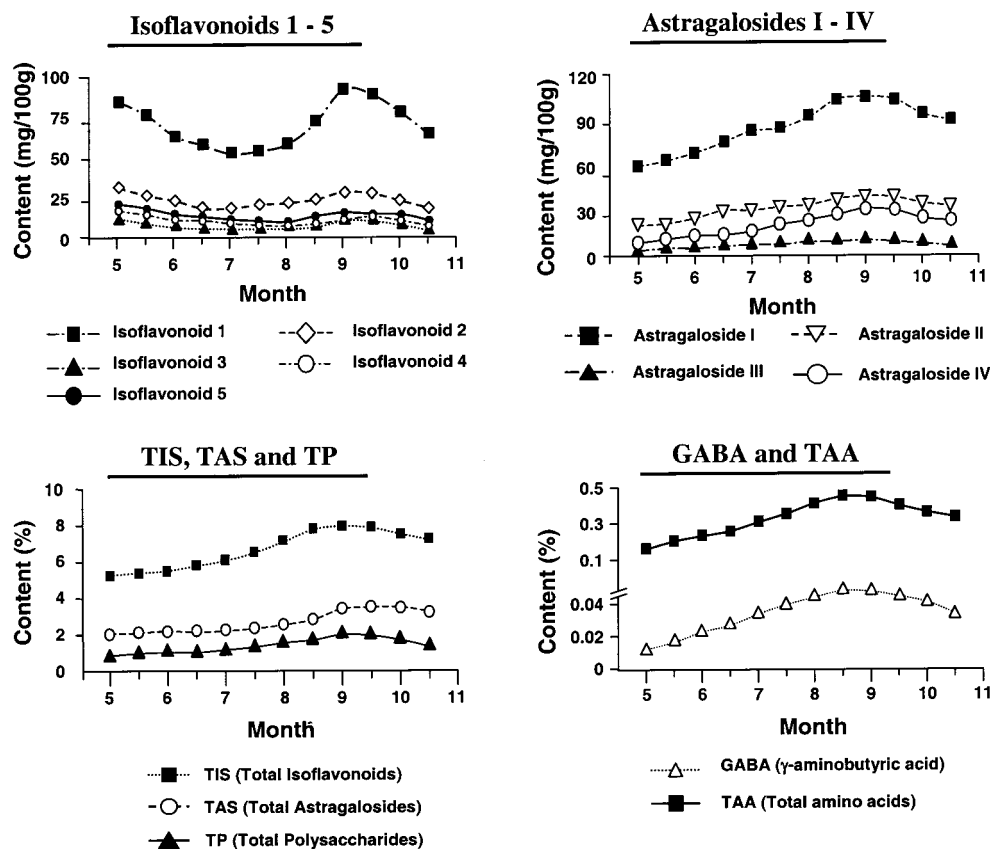 Isoflavonoids 1 - 5
Content (mg/100g)
100
75
50
25
0
5 6 7 8 9 10 11
Month
Isoflavonoid 1 Isoflavonoid 2
Isoflavonoid 3 Isoflavonoid 4
Isoflavonoid 5
Astragalosides I - IV
Content (mg/100g)
120
90
60
30
0
5 6 7 8 9 10 11
Month
Astragaloside I Astragaloside II
Astragaloside III Astragaloside IV
TIS, TAS and TP
Content (%)
10
8
6
4
2
0
5 6 7 8 9 10 11
Month
TIS (Total Isoflavonoids)
TAS (Total Astragalosides)
TP (Total Polysaccharides)
GABA and TAA
Content (%)
0.5
0.3
0.1
0.04
0.02
0
5 6 7 8 9 10 11
Month
GABA (γ-aminobutyric acid)
TAA (Total amino acids)